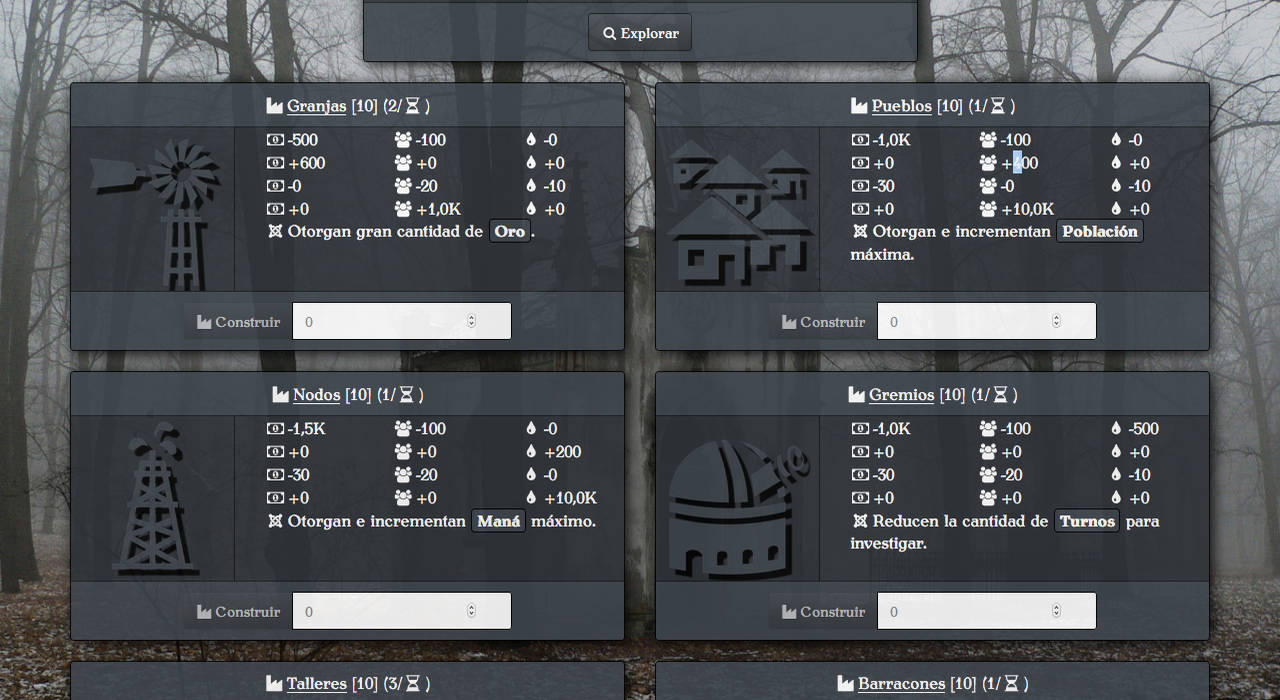 Explorar
Granjas [10] (2/ )
-500 -100 -0
+600 +0 +0
-0 -20 -10
+0 +1,0K +0
Otorgan gran cantidad de Oro.
Construir 0
Pueblos [10] (1/ )
-1,0K -100 -0
+0 +400 +0
-30 -0 -10
+0 +10,0K +0
Otorgan e incrementan Población
máxima.
Construir 0
Nodos [10] (1/ )
-1,5K -100 -0
+0 +0 +200
-30 -20 -0
+0 +0 +10,0K
Otorgan e incrementan Maná máximo.
Construir 0
Gremios [10] (1/ )
-1,0K -100 -500
+0 +0 +0
-30 -20 -10
+0 +0 +0
Reducen la cantidad de Turnos para
investigar.
Construir 0
Talleres [10] (3/ )
Barracones [10] (1/ )